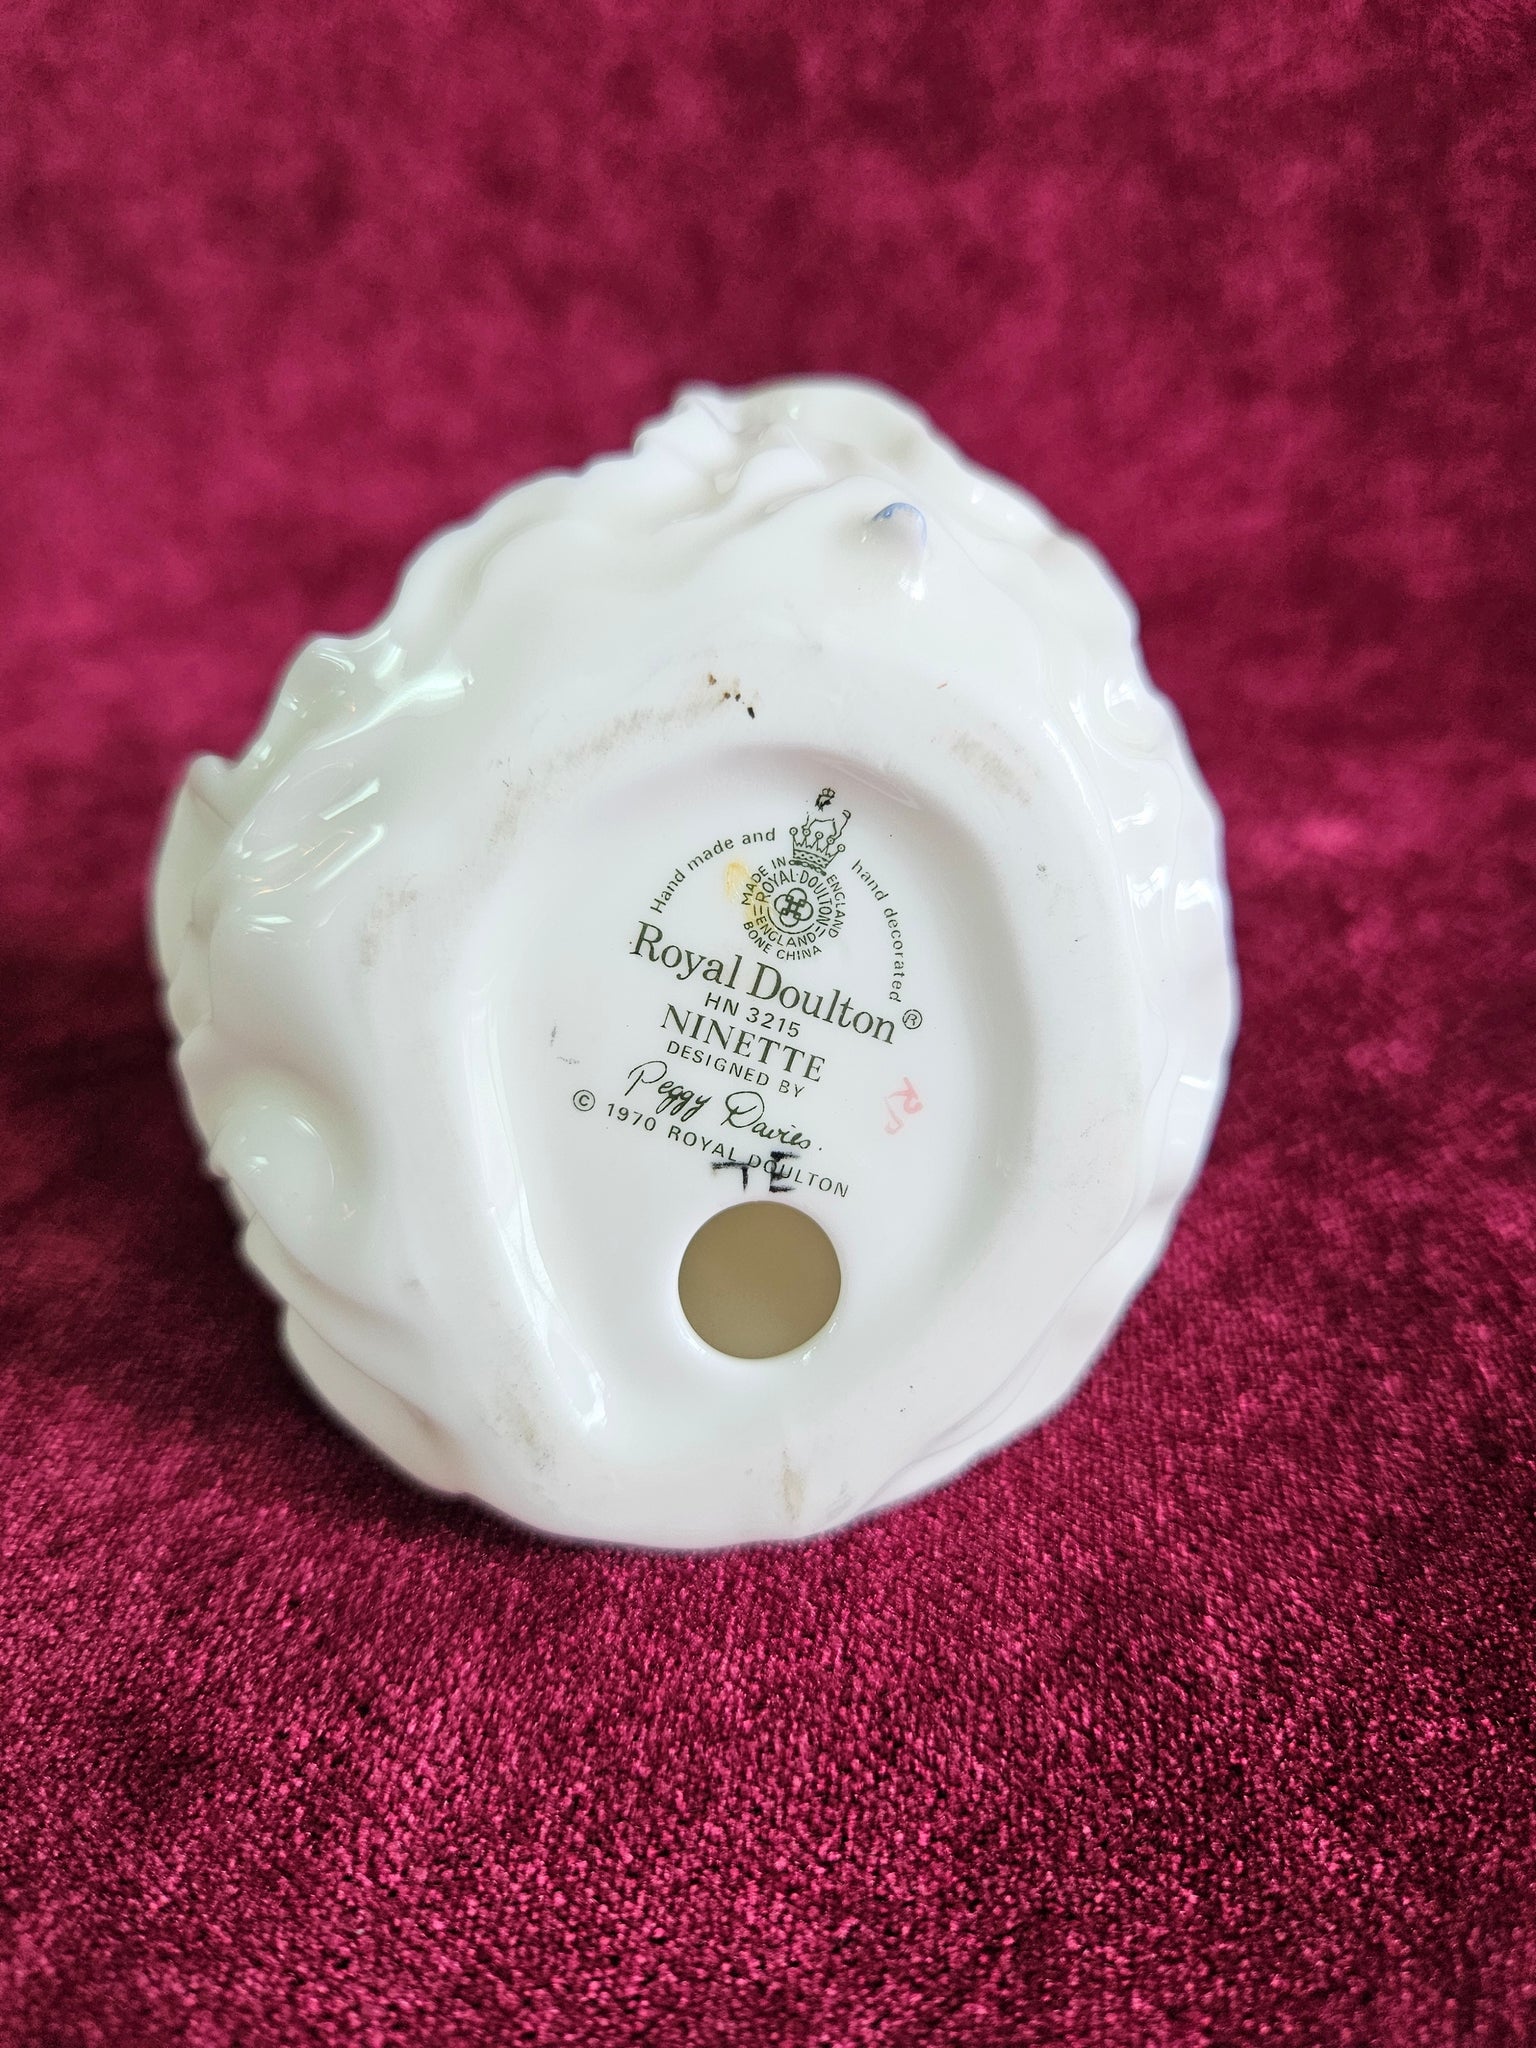 Hand made and hand decorated
MADE IN ENGLAND
ROYAL·DOULTON
ENGLAND
BONE CHINA
Royal Doulton®
HN 3215
NINETTE
DESIGNED BY
Peggy Davies.
© 1970 ROYAL DOULTON